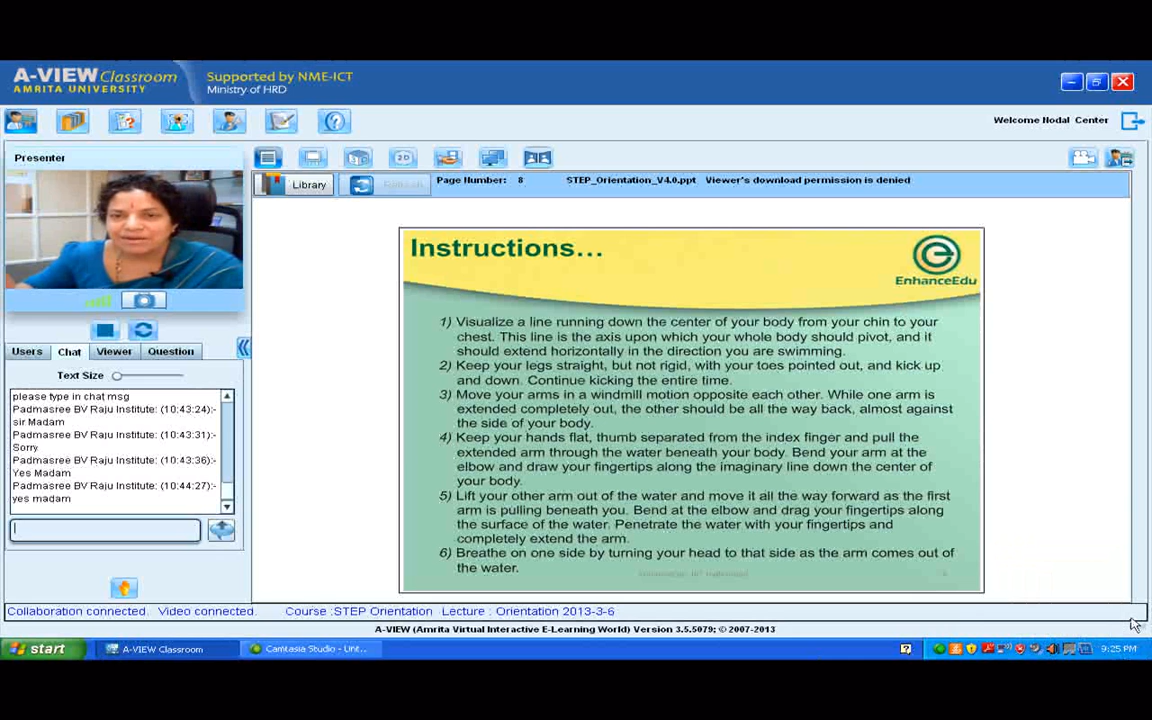 A-VIEW Classroom
AMRITA UNIVERSITY
Supported by NME-ICT
Ministry of HRD
Welcome Nodal Center
Presenter
2D
Library
Page Number: 8
STEP_Orientation_V4.0.ppt Viewer's download permission is denied
Instructions...
EnhanceEdu
1) Visualize a line running down the center of your body from your chin to your
chest. This line is the axis upon which your whole body should pivot, and it
should extend horizontally in the direction you are swimming.
2) Keep your legs straight, but not rigid, with your toes pointed out, and kick up
and down. Continue kicking the entire time.
3) Move your arms in a windmill motion opposite each other. While one arm is
extended completely out, the other should be all the way back, almost against
the side of your body.
4) Keep your hands flat, thumb separated from the index finger and pull the
extended arm through the water beneath your body. Bend your arm at the
elbow and draw your fingertips along the imaginary line down the center of
your body.
5) Lift your other arm out of the water and move it all the way forward as the first
arm is pulling beneath you. Bend at the elbow and drag your fingertips along
the surface of the water. Penetrate the water with your fingertips and
completely extend the arm.
6) Breathe on one side by turning your head to that side as the arm comes out of
the water.
Users Chat Viewer Question
Text Size
please type in chat msg
Padmasree BV Raju Institute: (10:43:24):-
sir Madam
Padmasree BV Raju Institute: (10:43:31):-
Sorry
Padmasree BV Raju Institute: (10:43:36):-
Yes Madam
Padmasree BV Raju Institute: (10:44:27):-
yes madam
Collaboration connected. Video connected. Course :STEP Orientation Lecture : Orientation 2013-3-6
A-VIEW (Amrita Virtual Interactive E-Learning World) Version 3.5.5079; © 2007-2013
start
A-VIEW Classroom
Camtasia Studio - Unt...
9:25 PM